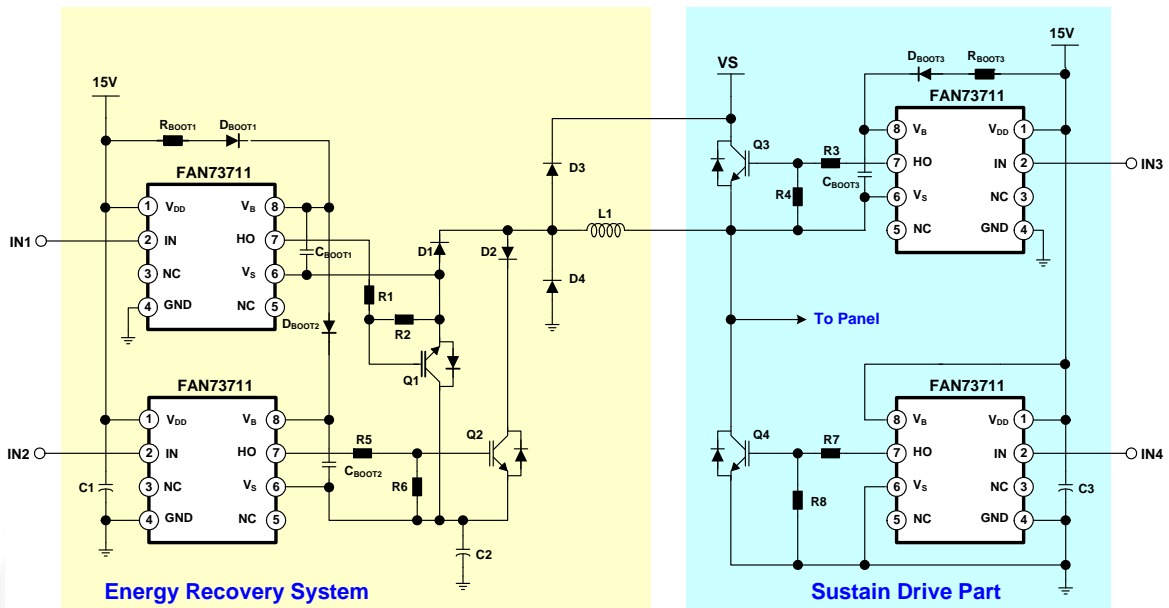 15V
RBOOT1
DBOOT1
FAN73711
1
VDD
VB
8
IN1
2
IN
HO
7
3
NC
VS
6
4
GND
NC
5
CBOOT1
DBOOT2
R1
R2
Q1
D1
D2
D3
D4
L1
FAN73711
1
VDD
VB
8
IN2
2
IN
HO
7
3
NC
VS
6
4
GND
NC
5
C1
CBOOT2
R5
R6
Q2
C2
Energy Recovery System
VS
15V
DBOOT3
RBOOT3
FAN73711
8
VB
VDD
1
7
HO
IN
2
IN3
6
VS
NC
3
5
NC
GND
4
Q3
R3
R4
CBOOT3
To Panel
FAN73711
8
VB
VDD
1
7
HO
IN
2
IN4
6
VS
NC
3
5
NC
GND
4
Q4
R7
R8
C3
Sustain Drive Part